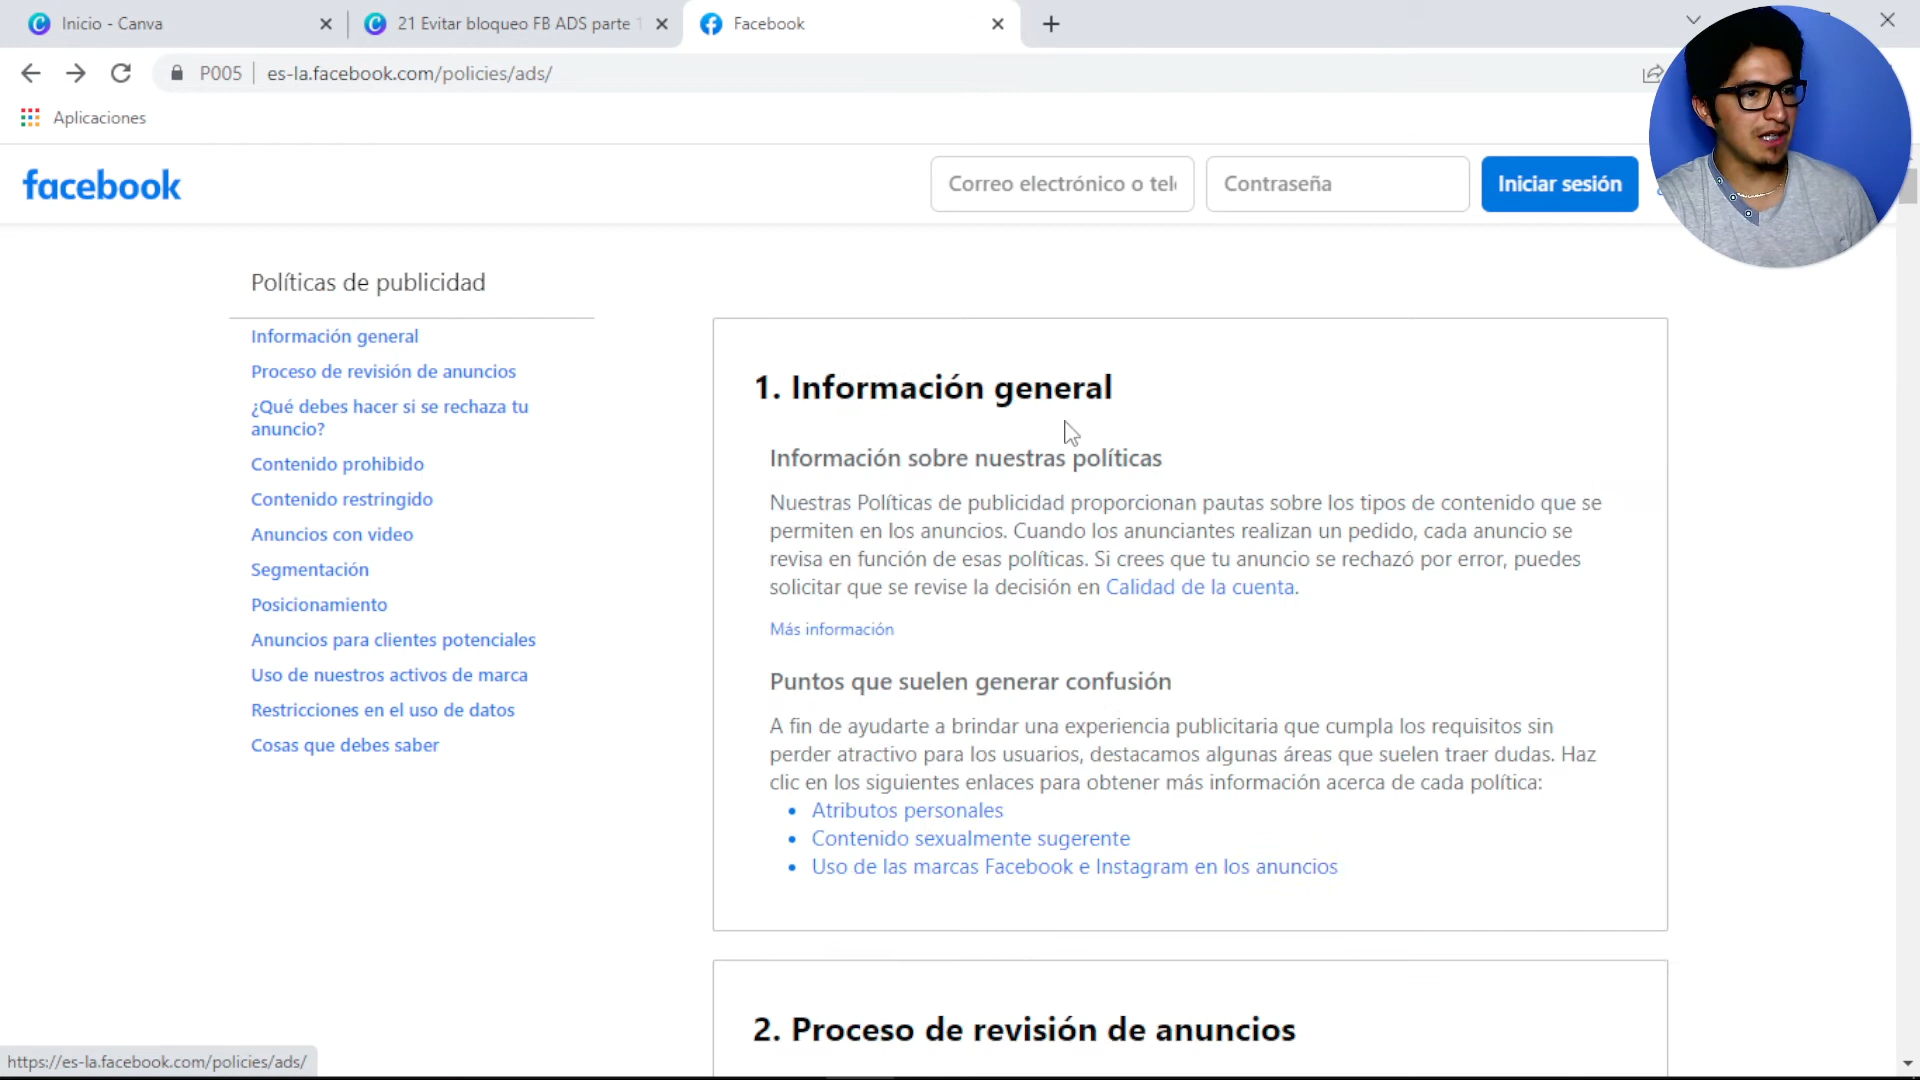 Inicio - Canva
21 Evitar bloqueo FB ADS parte 1
Facebook
P005
es-la.facebook.com/policies/ads/
Aplicaciones
facebook
Correo electrónico o tel
Contraseña
Iniciar sesión
Políticas de publicidad
Información general
Proceso de revisión de anuncios
¿Qué debes hacer si se rechaza tu
anuncio?
Contenido prohibido
Contenido restringido
Anuncios con video
Segmentación
Posicionamiento
Anuncios para clientes potenciales
Uso de nuestros activos de marca
Restricciones en el uso de datos
Cosas que debes saber
1. Información general
Información sobre nuestras políticas
Nuestras Políticas de publicidad proporcionan pautas sobre los tipos de contenido que se
permiten en los anuncios. Cuando los anunciantes realizan un pedido, cada anuncio se
revisa en función de esas políticas. Si crees que tu anuncio se rechazó por error, puedes
solicitar que se revise la decisión en Calidad de la cuenta.
Más información
Puntos que suelen generar confusión
A fin de ayudarte a brindar una experiencia publicitaria que cumpla los requisitos sin
perder atractivo para los usuarios, destacamos algunas áreas que suelen traer dudas. Haz
clic en los siguientes enlaces para obtener más información acerca de cada política:
• Atributos personales
• Contenido sexualmente sugerente
• Uso de las marcas Facebook e Instagram en los anuncios
2. Proceso de revisión de anuncios
https://es-la.facebook.com/policies/ads/